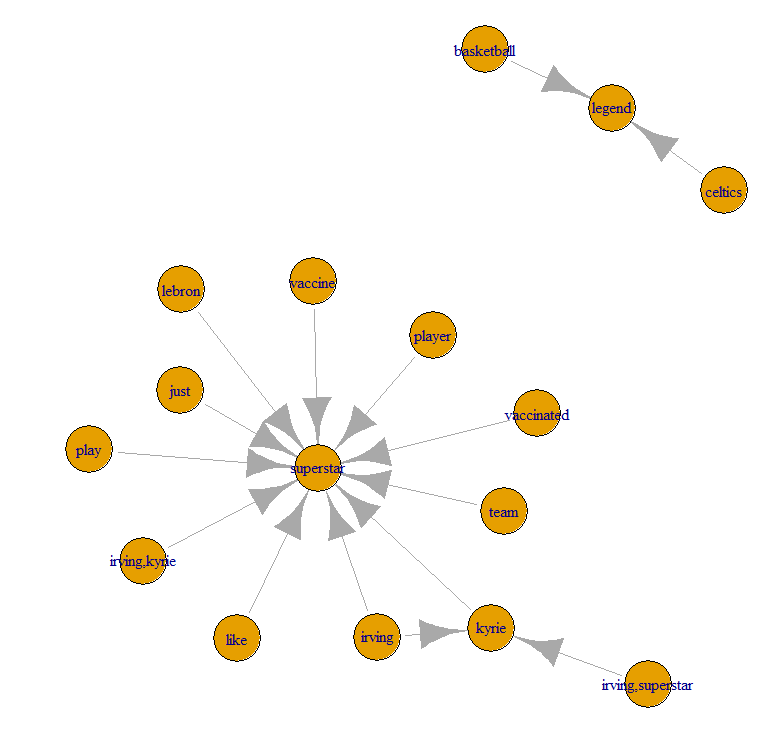 basketball
legend
celtics
vaccine
lebron
player
just
vaccinated
play
superstar
team
irving,kyrie
kyrie
irving
like
irving,superstar